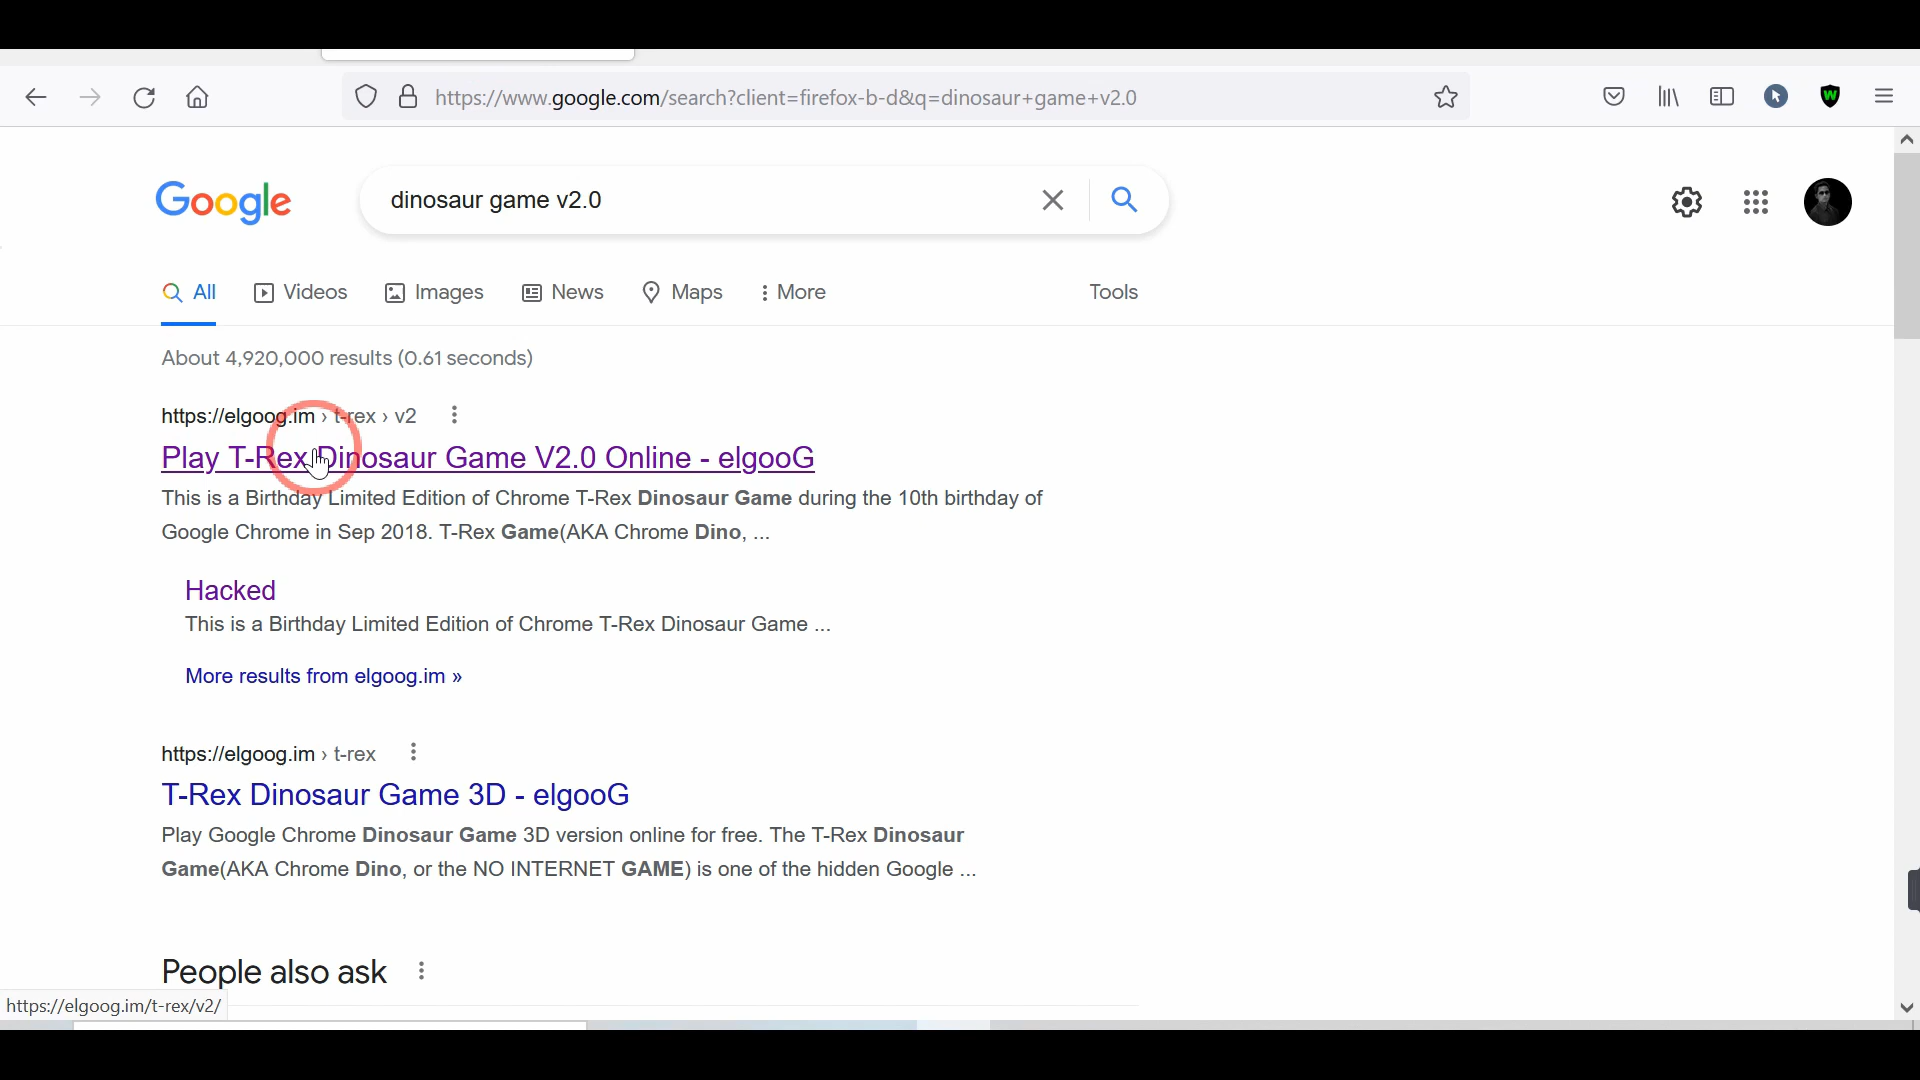 https://www.google.com/search?client=firefox-b-d&q=dinosaur+game+v2.0
W
Google
dinosaur game v2.0
All Videos Images News Maps More Tools
About 4,920,000 results (0.61 seconds)
https://elgoog.im › t-rex › v2
Play T-Rex Dinosaur Game V2.0 Online - elgooG
This is a Birthday Limited Edition of Chrome T-Rex Dinosaur Game during the 10th birthday of
Google Chrome in Sep 2018. T-Rex Game(AKA Chrome Dino, ...
Hacked
This is a Birthday Limited Edition of Chrome T-Rex Dinosaur Game ...
More results from elgoog.im »
https://elgoog.im › t-rex
T-Rex Dinosaur Game 3D - elgooG
Play Google Chrome Dinosaur Game 3D version online for free. The T-Rex Dinosaur
Game(AKA Chrome Dino, or the NO INTERNET GAME) is one of the hidden Google ...
People also ask
https://elgoog.im/t-rex/v2/